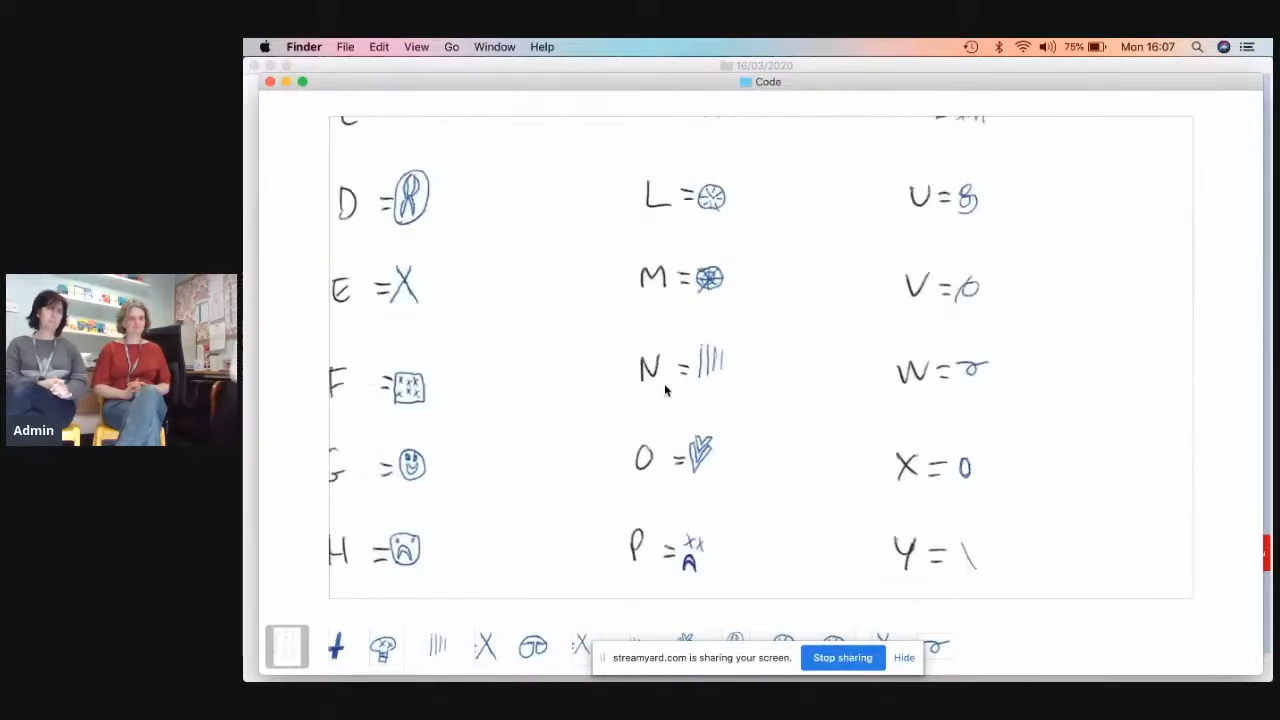 Finder File Edit View Go Window Help 75% Mon 16:07
16/03/2020
Code
D = L = U =
E = X M = V =
F = N = W =
G = O = X = 0
H = P = Y = \
Admin
streamyard.com is sharing your screen. Stop sharing Hide